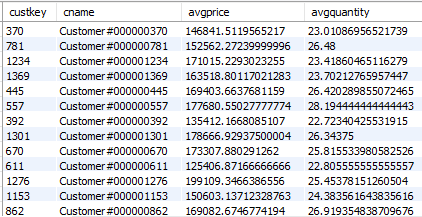 custkey cname avgprice avgquantity
370 Customer#000000370 146841.5119565217 23.01086956521739
781 Customer#000000781 152562.27239999996 26.48
1234 Customer#000001234 171015.2293023255 23.41860465116279
1369 Customer#000001369 163518.80117021283 23.70212765957447
445 Customer#000000445 169403.6637681159 26.420289855072465
557 Customer#000000557 177680.55027777774 28.194444444444443
392 Customer#000000392 135412.1668085107 22.72340425531915
1301 Customer#000001301 178666.92937500004 26.34375
670 Customer#000000670 173307.880291262 25.815533980582526
611 Customer#000000611 125406.87166666666 22.805555555555557
1276 Customer#000001276 199109.3466386556 25.45378151260504
1153 Customer#000001153 150603.13712328763 24.383561643835616
862 Customer#000000862 169082.6746774194 26.919354838709676